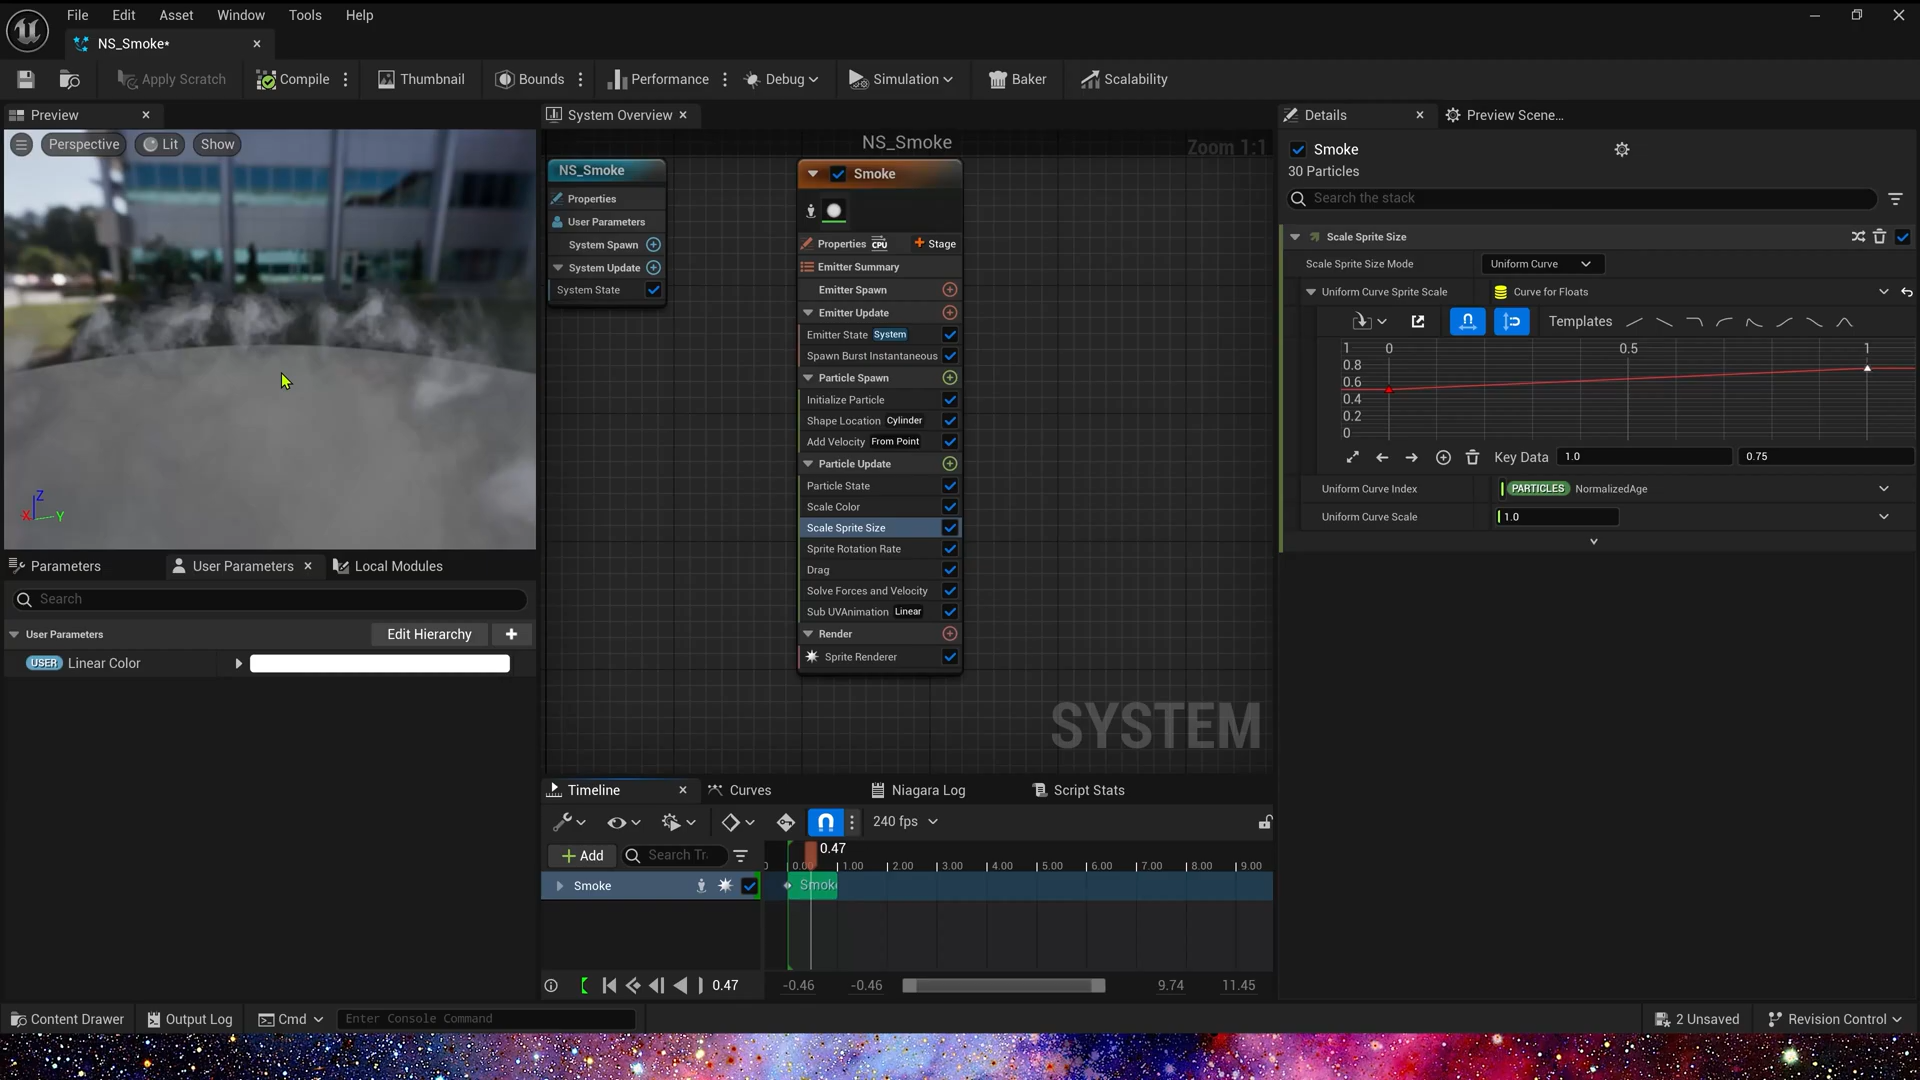 File Edit Asset Window Tools Help
NS_Smoke*
Apply Scratch Compile Thumbnail Bounds Performance Debug Simulation Baker Scalability
Preview
Perspective Lit Show
Z
X Y
Parameters User Parameters Local Modules
Search
User Parameters Edit Hierarchy
USER Linear Color
System Overview
NS_Smoke
Zoom 1:1
NS_Smoke
Properties
User Parameters
System Spawn
System Update
System State
Smoke
Properties CPU Stage
Emitter Summary
Emitter Spawn
Emitter Update
Emitter State System
Spawn Burst Instantaneous
Particle Spawn
Initialize Particle
Shape Location Cylinder
Add Velocity From Point
Particle Update
Particle State
Scale Color
Scale Sprite Size
Sprite Rotation Rate
Drag
Solve Forces and Velocity
Sub UVAnimation Linear
Render
Sprite Renderer
SYSTEM
Timeline Curves Niagara Log Script Stats
240 fps
Add Search Tr
0.47
0.00 1.00 2.00 3.00 4.00 5.00 6.00 7.00 8.00 9.00
Smoke Smok
0.47 -0.46 -0.46 9.74 11.45
Details Preview Scene...
Smoke
30 Particles
Search the stack
Scale Sprite Size
Scale Sprite Size Mode Uniform Curve
Uniform Curve Sprite Scale Curve for Floats
Templates
1 0 0.5 1
0.8
0.6
0.4
0.2
0
Key Data 1.0 0.75
Uniform Curve Index PARTICLES NormalizedAge
Uniform Curve Scale 1.0
Content Drawer Output Log Cmd Enter Console Command 2 Unsaved Revision Control